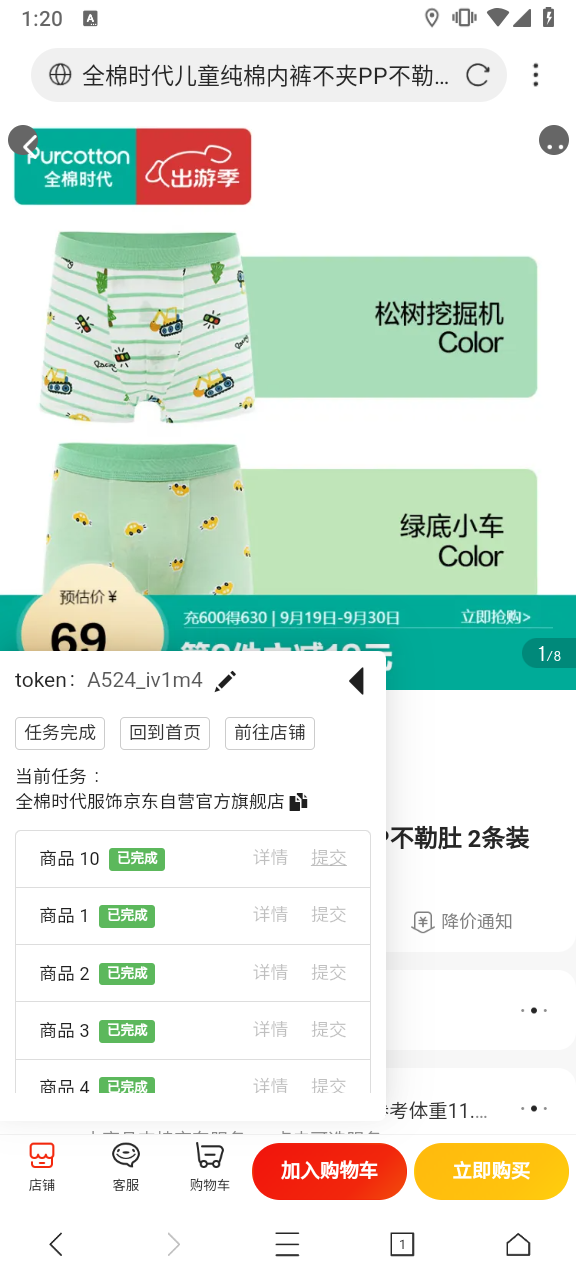 1:20
A
全棉时代儿童纯棉内裤不夹PP不勒...
Purcotton
全棉时代
出游季
松树挖掘机
Color
绿底小车
Color
预估价¥
69
充600得630 | 9月19日-9月30日
立即抢购>
1/8
token: A524_iv1m4
任务完成
回到首页
前往店铺
当前任务：
全棉时代服饰京东自营官方旗舰店
不勒肚 2条装
商品 10 已完成 详情 提交
商品 1 已完成 详情 提交
降价通知
商品 2 已完成 详情 提交
商品 3 已完成 详情 提交
商品 4 已完成 详情 提交
考体重11....
店铺
客服
购物车
加入购物车
立即购买
1